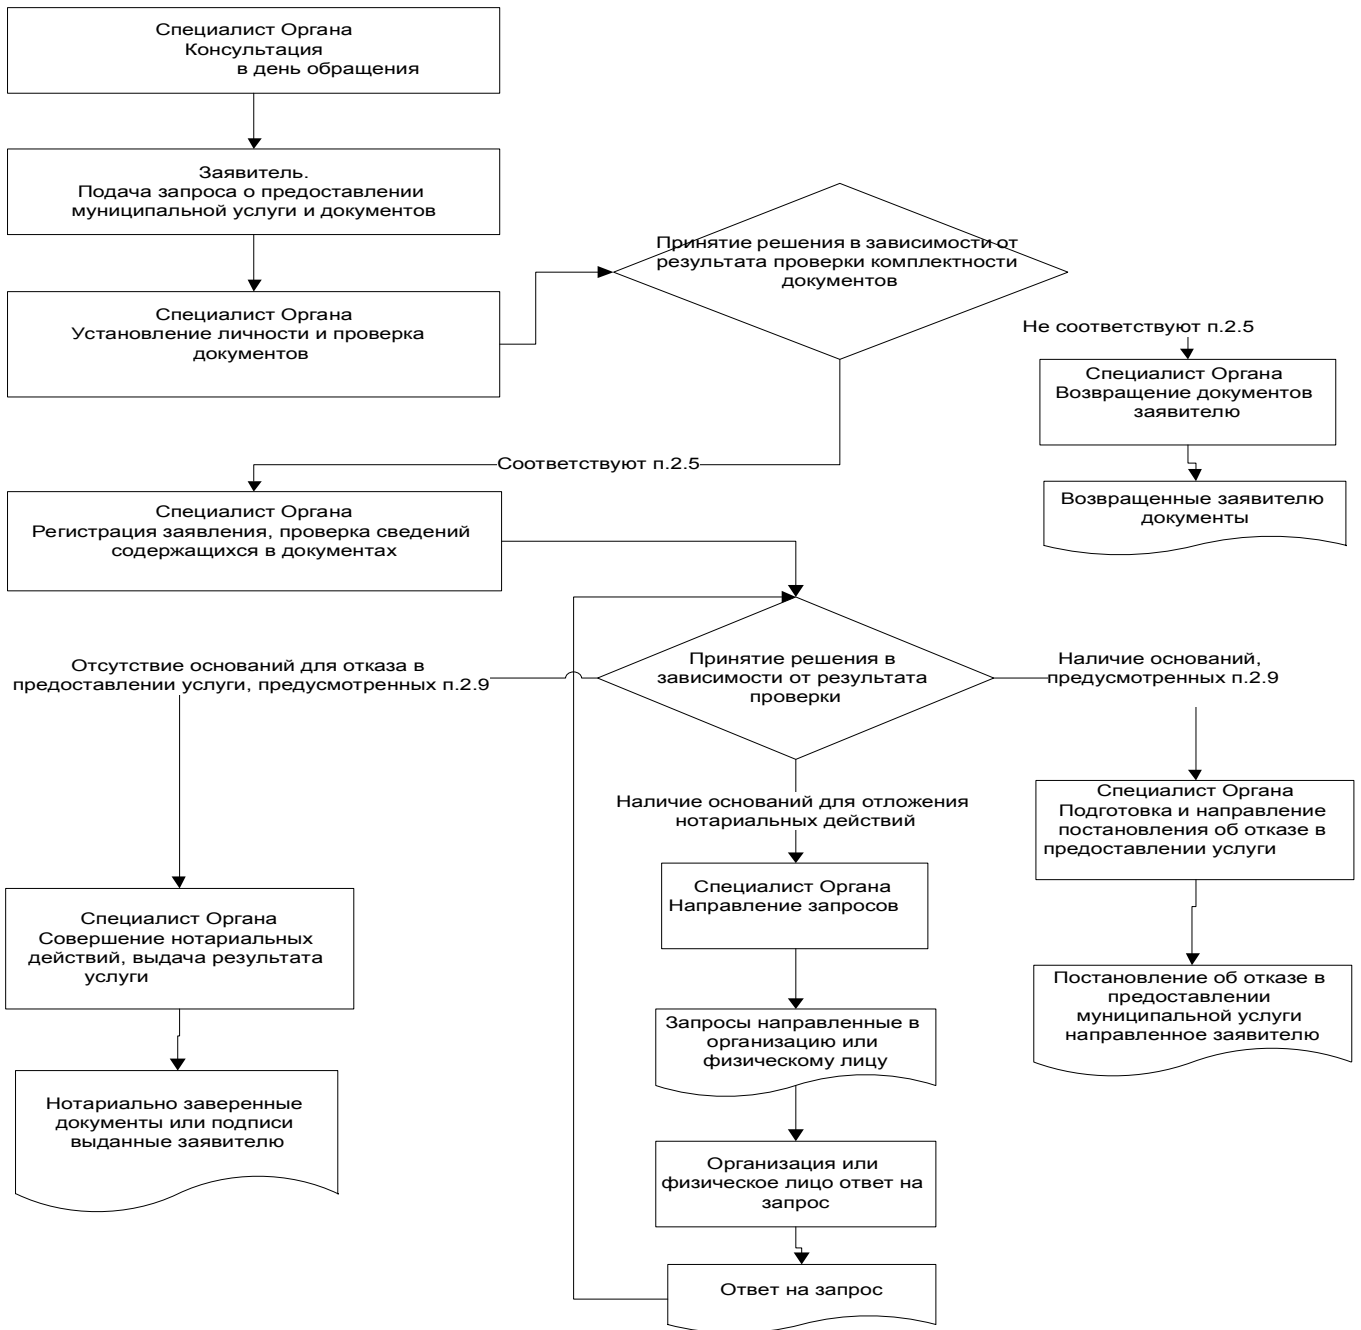 Специалист Органа
Консультация
в день обращения
Заявитель.
Подача запроса о предоставлении
муниципальной услуги и документов
Специалист Органа
Установление личности и проверка
документов
Принятие решения в зависимости от
результата проверки комплектности
документов
Не соответствуют п.2.5
Специалист Органа
Возвращение документов
заявителю
Возвращенные заявителю
документы
Соответствуют п.2.5
Специалист Органа
Регистрация заявления, проверка сведений
содержащихся в документах
Принятие решения в
зависимости от результата
проверки
Отсутствие оснований для отказа в
предоставлении услуги, предусмотренных п.2.9
Наличие оснований,
предусмотренных п.2.9
Наличие оснований для отложения
нотариальных действий
Специалист Органа
Подготовка и направление
постановления об отказе в
предоставлении услуги
Специалист Органа
Направление запросов
Специалист Органа
Совершение нотариальных
действий, выдача результата
услуги
Постановление об отказе в
предоставлении
муниципальной услуги
направленное заявителю
Запросы направленные в
организацию или
физическому лицу
Нотариально заверенные
документы или подписи
выданные заявителю
Организация или
физическое лицо ответ на
запрос
Ответ на запрос